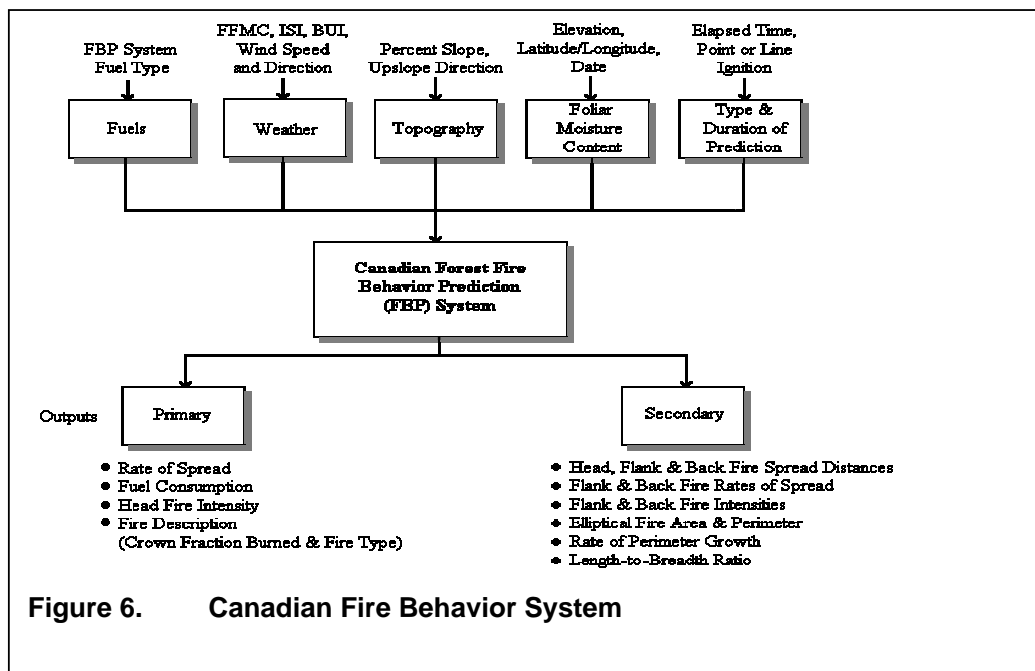 FBP System
Fuel Type
FFMC, ISI, BUI,
Wind Speed
and Direction
Percent Slope,
Upslope Direction
Elevation,
Latitude/Longitude,
Date
Elapsed Time,
Point or Line
Ignition
Fuels
Weather
Topography
Foliar
Moisture
Content
Type &
Duration of
Prediction
Canadian Forest Fire
Behavior Prediction
(FBP) System
Outputs
Primary
Secondary
● Rate of Spread
● Fuel Consumption
● Head Fire Intensity
● Fire Description
(Crown Fraction Burned & Fire Type)
● Head, Flank & Back Fire Spread Distances
● Flank & Back Fire Rates of Spread
● Flank & Back Fire Intensities
● Elliptical Fire Area & Perimeter
● Rate of Perimeter Growth
● Length-to-Breadth Ratio
Figure 6. Canadian Fire Behavior System